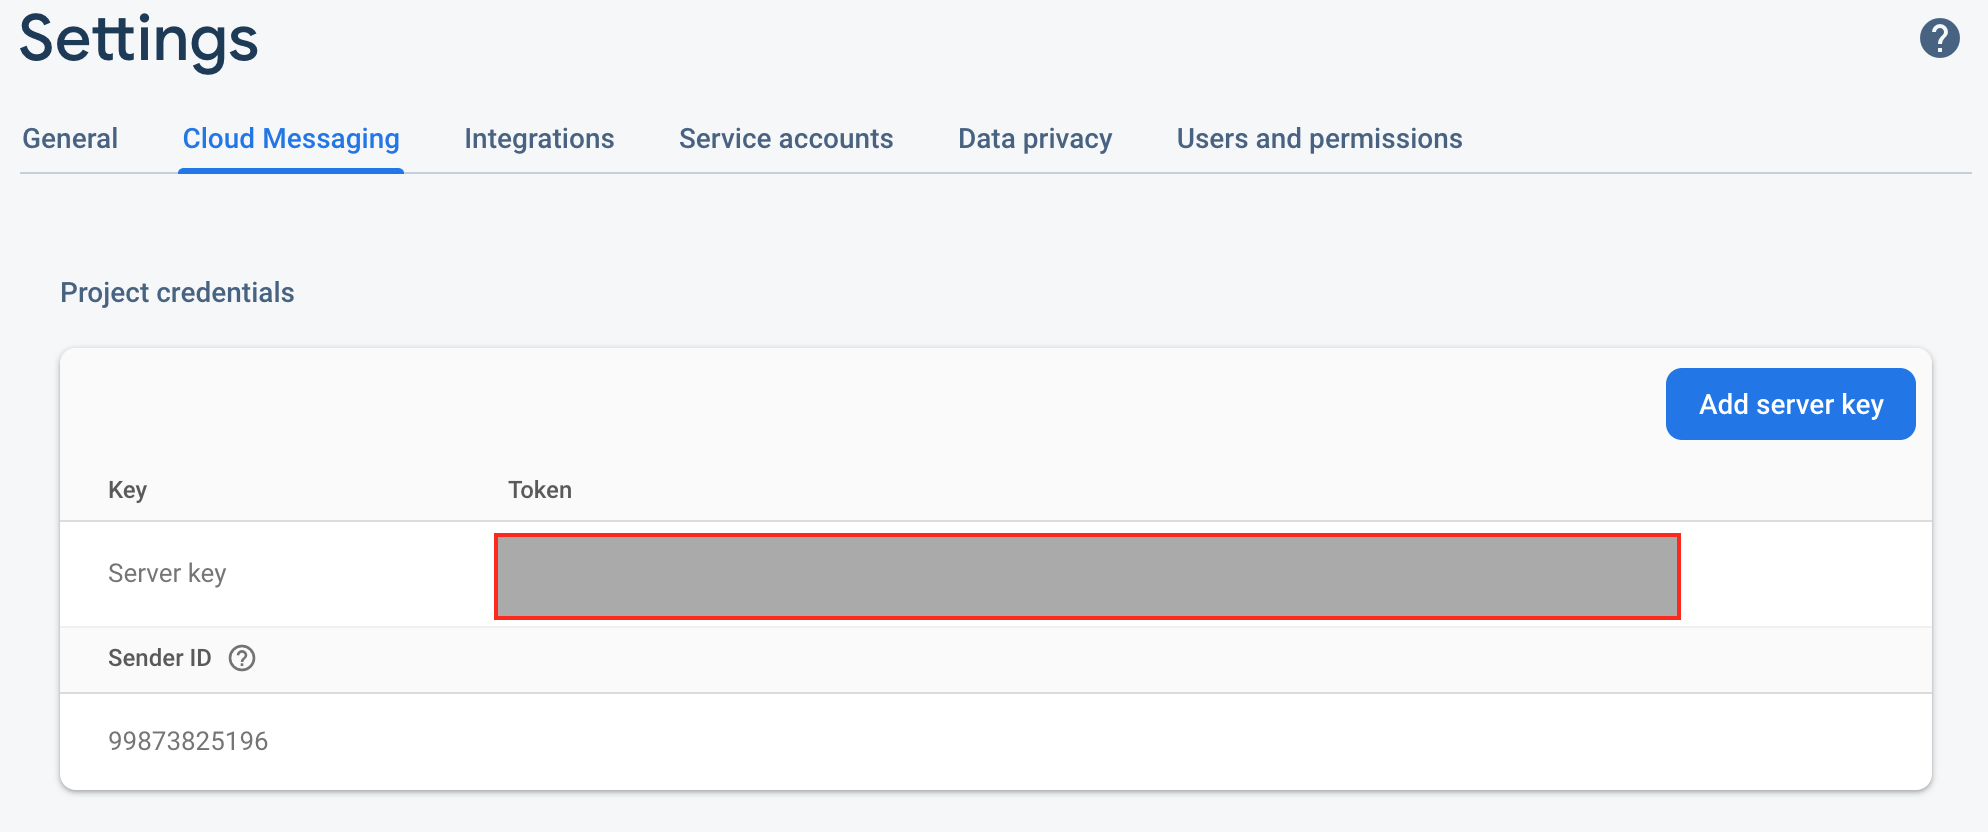 Settings
General Cloud Messaging Integrations Service accounts Data privacy Users and permissions
Project credentials
Add server key
Key Token
Server key
Sender ID ?
99873825196